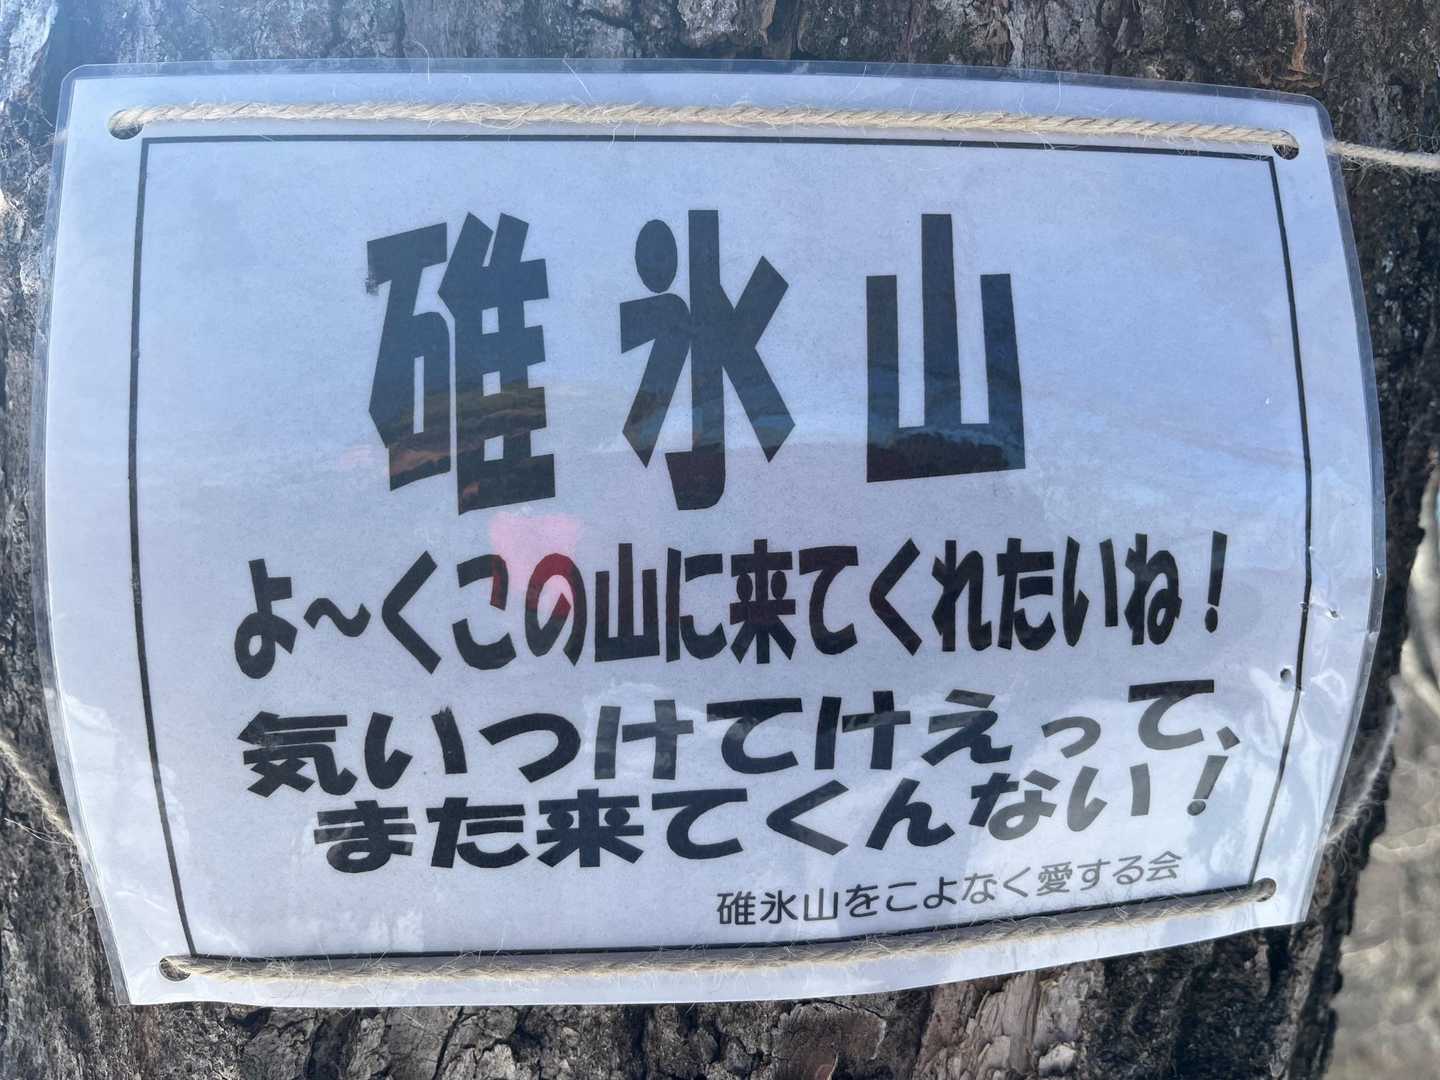 碓氷山
よ〜くこの山に来てくれたいね！
気いつけてけえって、
また来てくんない！
碓氷山をこよなく愛する会